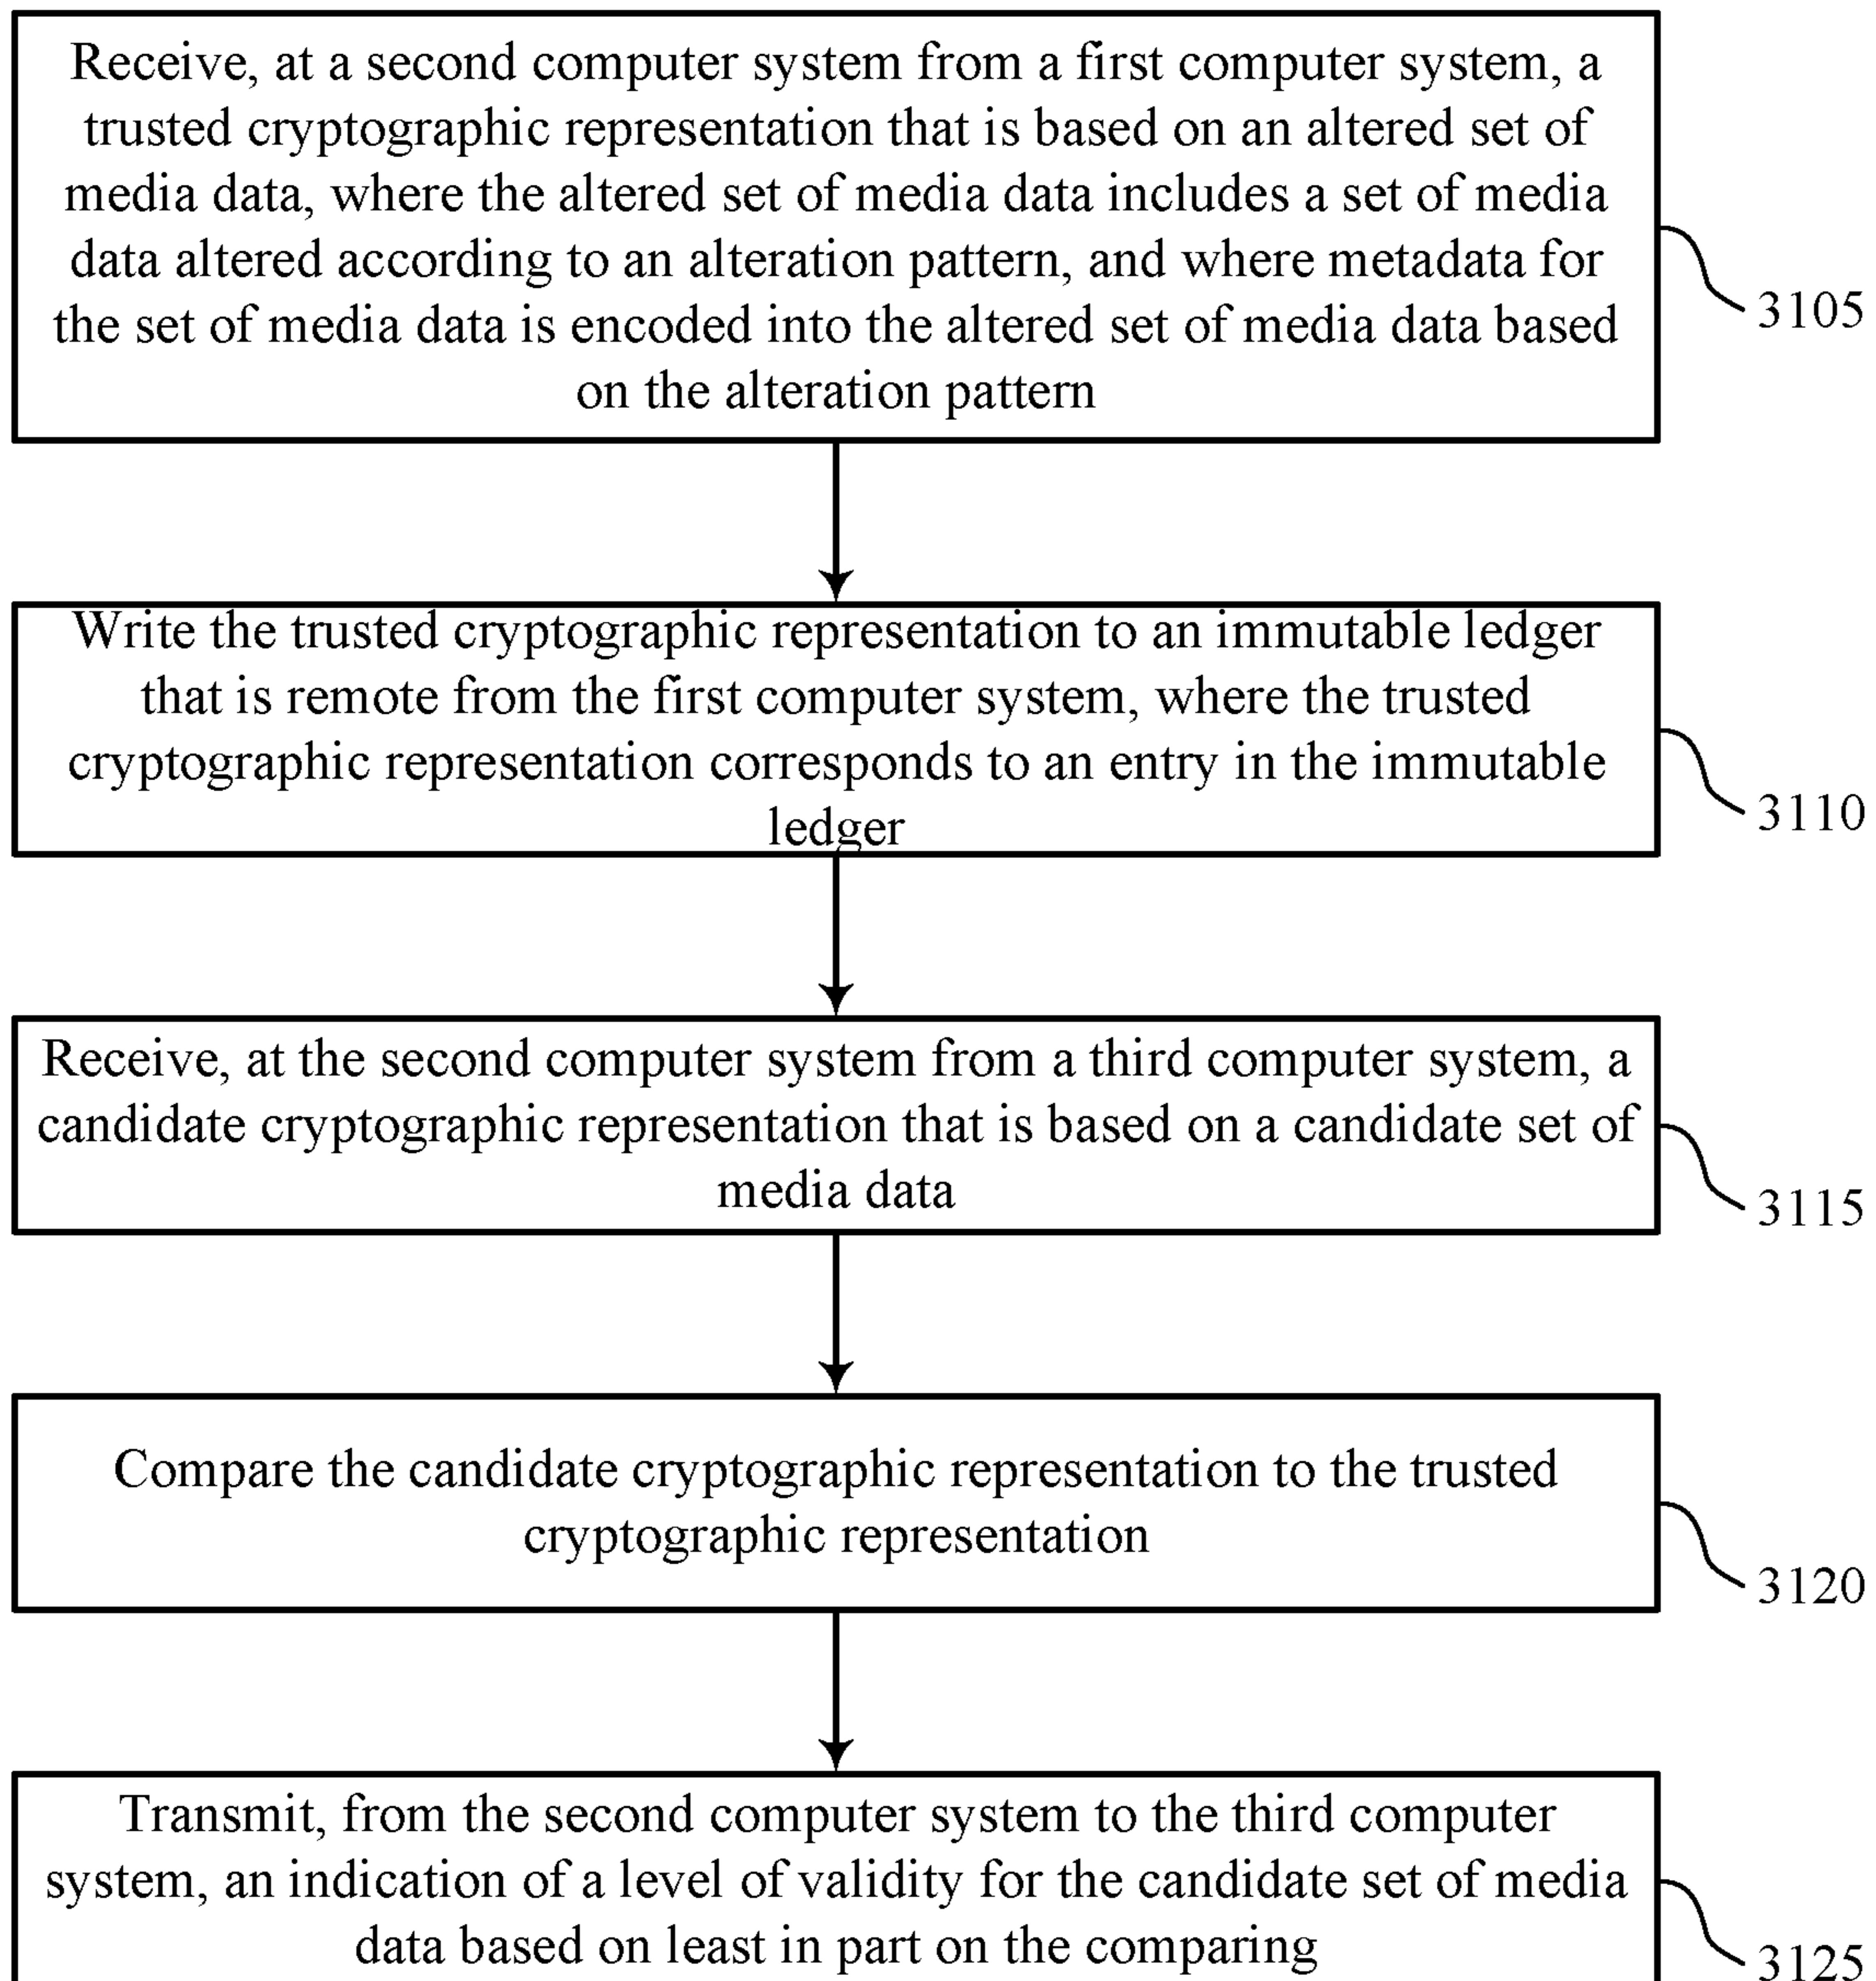 Receive, at a second computer system from a first computer system, a
trusted cryptographic representation that is based on an altered set of
media data, where the altered set of media data includes a set of media
data altered according to an alteration pattern, and where metadata for
the set of media data is encoded into the altered set of media data based
on the alteration pattern
3105
Write the trusted cryptographic representation to an immutable ledger
that is remote from the first computer system, where the trusted
cryptographic representation corresponds to an entry in the immutable
ledger
3110
Receive, at the second computer system from a third computer system, a
candidate cryptographic representation that is based on a candidate set of
media data
3115
Compare the candidate cryptographic representation to the trusted
cryptographic representation
3120
Transmit, from the second computer system to the third computer
system, an indication of a level of validity for the candidate set of media
data based on least in part on the comparing
3125